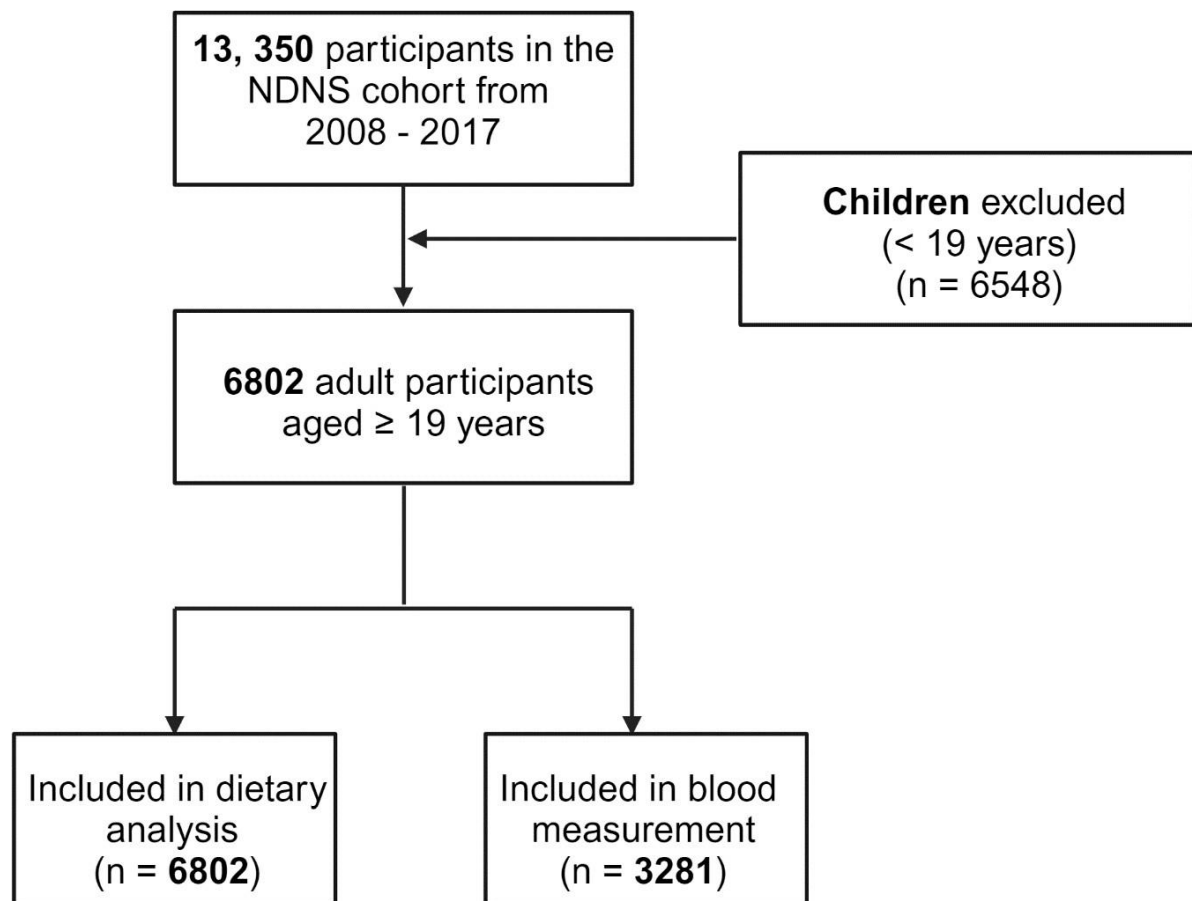 13, 350 participants in the
NDNS cohort from
2008 - 2017
Children excluded
(< 19 years)
(n = 6548)
6802 adult participants
aged ≥ 19 years
Included in dietary
analysis
(n = 6802)
Included in blood
measurement
(n = 3281)